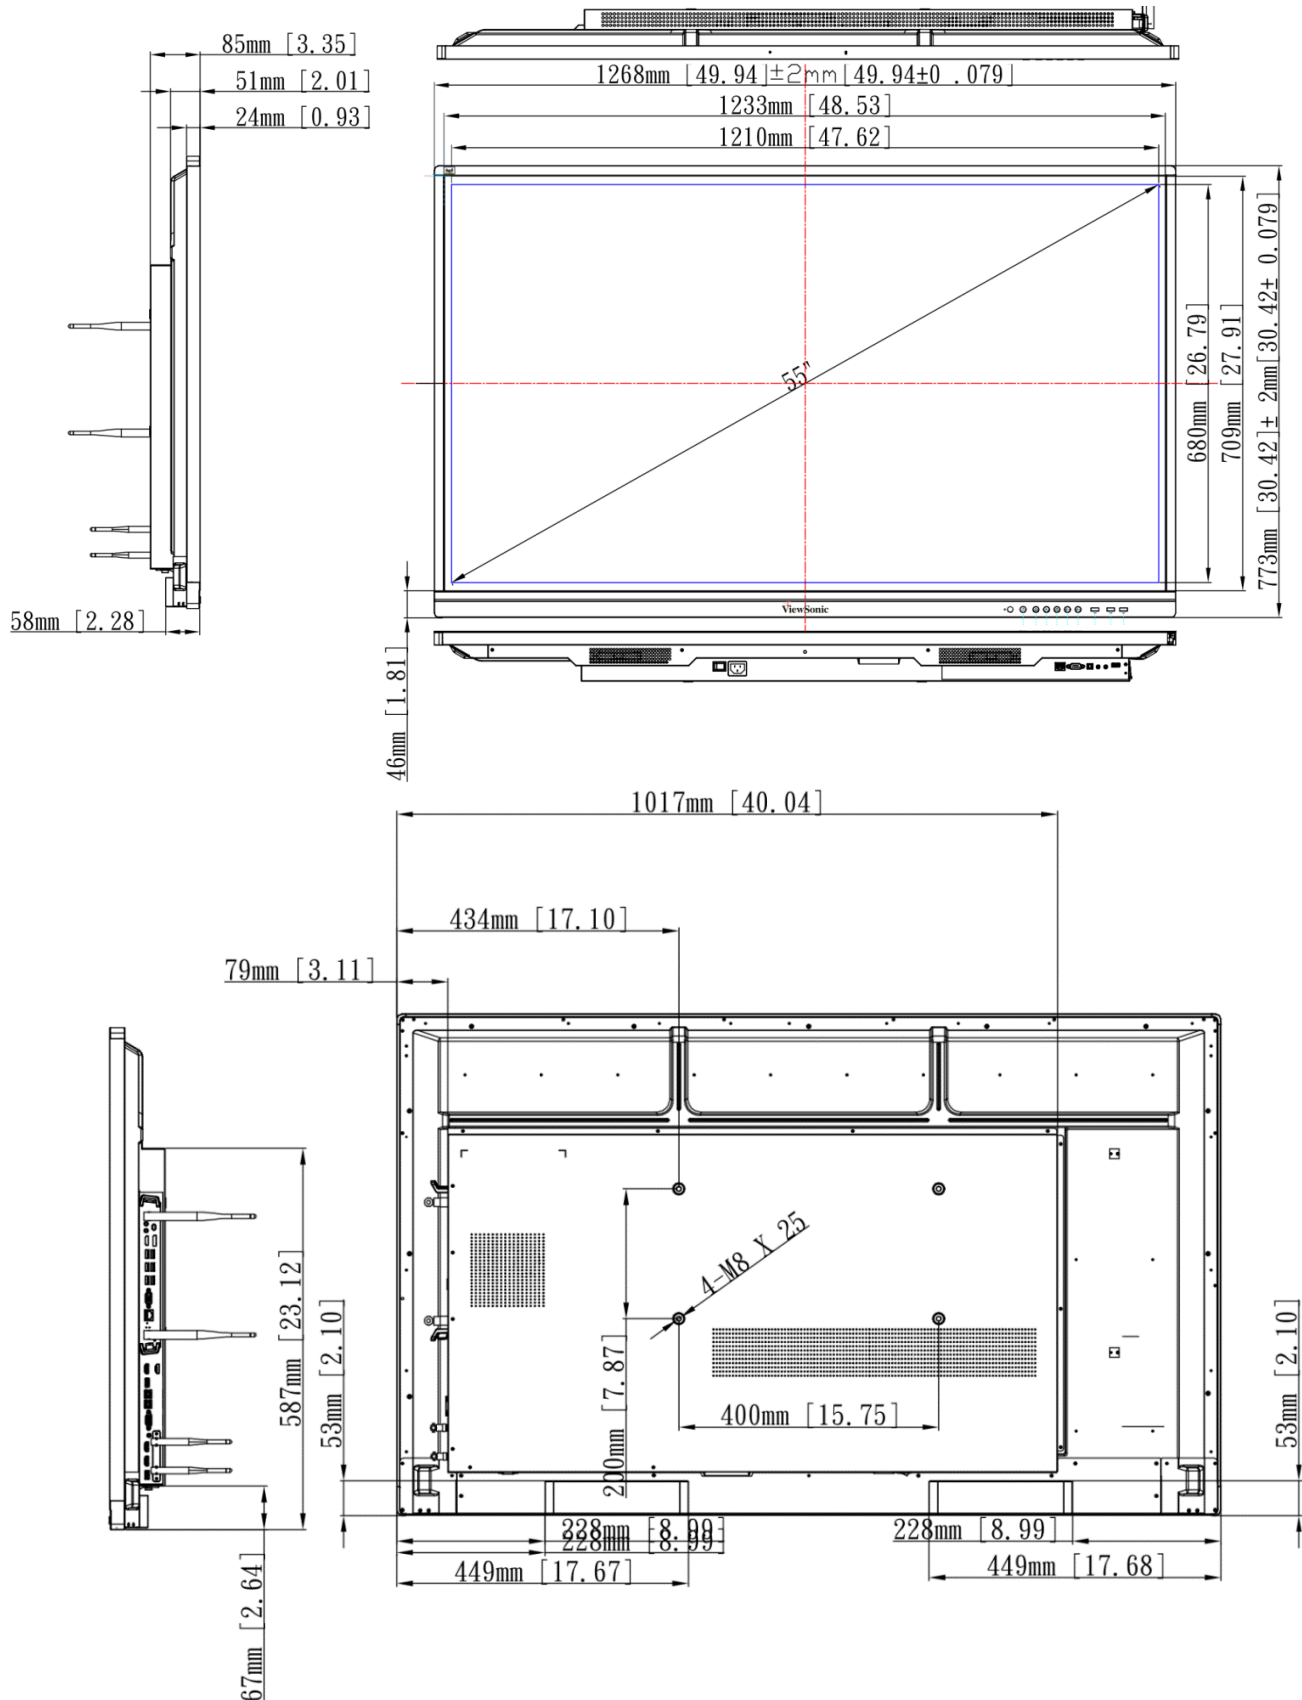 85mm [3.35]
51mm [2.01]
24mm [0.93]
1268mm [49.94]±2mm[49.94±0 .079]
1233mm [48.53]
1210mm [47.62]
55"
680mm [26.79]
709mm [27.91]
773mm [30.42]± 2mm[30.42± 0.079]
ViewSonic
58mm [2.28]
46mm [1.81]
1017mm [40.04]
434mm [17.10]
79mm [3.11]
4-M8 X 25
587mm [23.12]
53mm [2.10]
200mm [7.87]
400mm [15.75]
53mm [2.10]
228mm [8.99]
228mm [8.99]
228mm [8.99]
449mm [17.67]
449mm [17.68]
67mm [2.64]